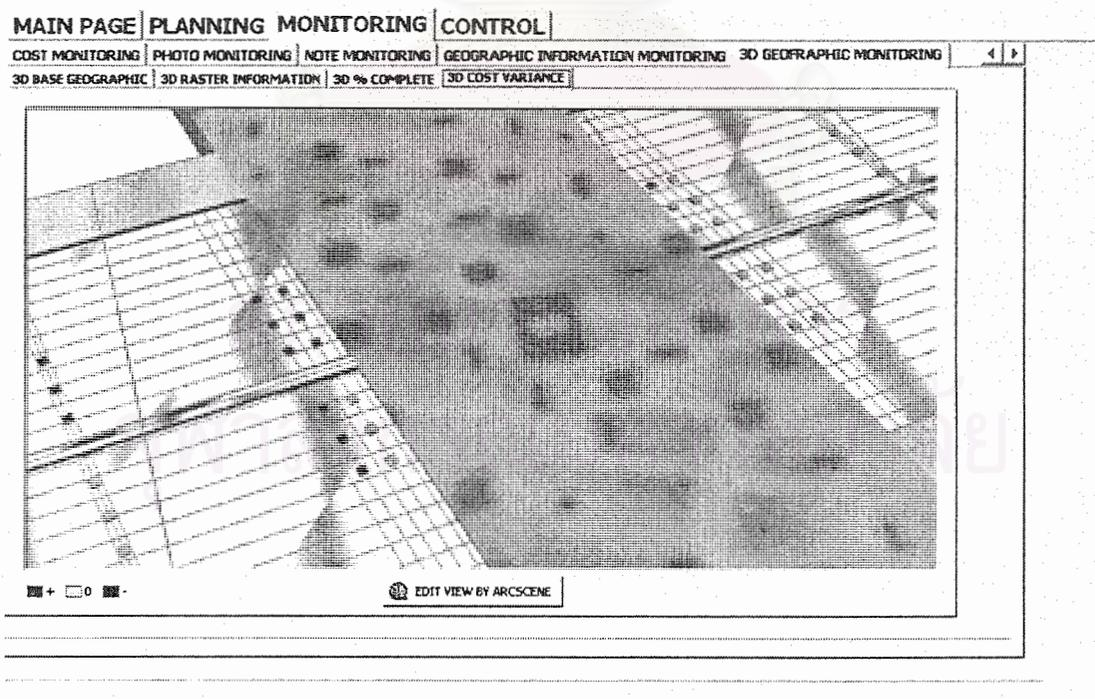 MAIN PAGE PLANNING MONITORING CONTROL
COST MONITORING PHOTO MONITORING NOTE MONITORING GEOGRAPHIC INFORMATION MONITORING 3D GEOFRAPHIC MONITORING
3D BASE GEOGRAPHIC 3D RASTER INFORMATION 3D % COMPLETE 3D COST VARIANCE
+ 0 - EDIT VIEW BY ARCSCENE